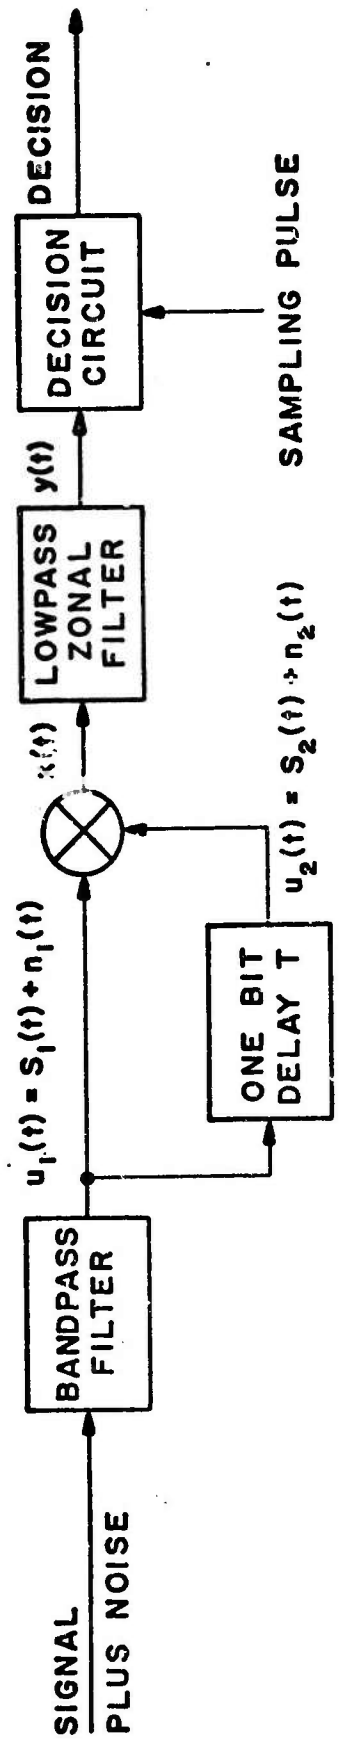 SIGNAL
PLUS NOISE
BANDPASS
FILTER
u₁(t) = S₁(t) + n₁(t)
ONE BIT
DELAY T
u₂(t) = S₂(t) + n₂(t)
x(t)
LOWPASS
ZONAL
FILTER
y(t)
DECISION
CIRCUIT
SAMPLING PULSE
DECISION